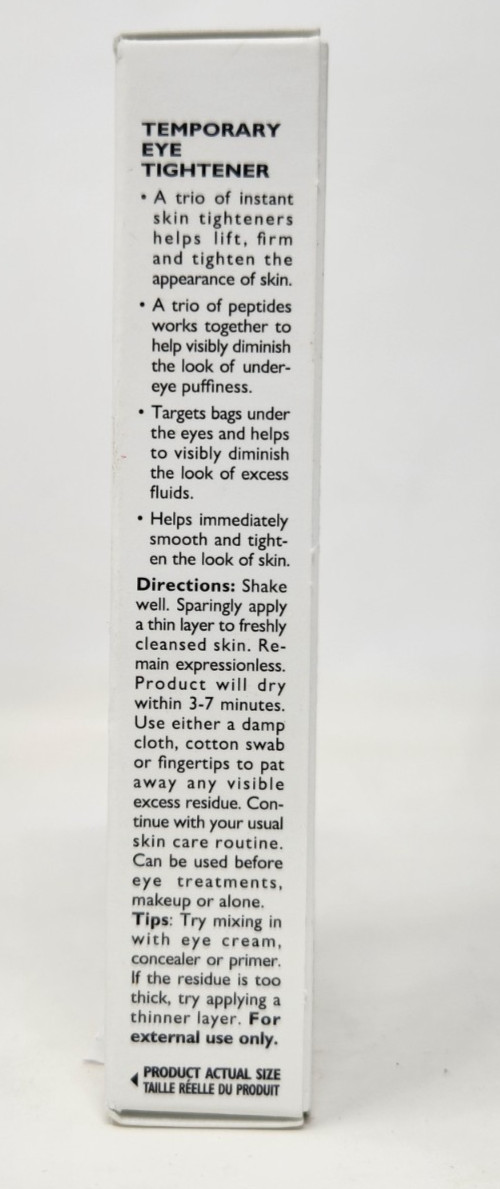 TEMPORARY
EYE
TIGHTENER
• A trio of instant
skin tighteners
helps lift, firm
and tighten the
appearance of skin.
• A trio of peptides
works together to
help visibly diminish
the look of under-
eye puffiness.
• Targets bags under
the eyes and helps
to visibly diminish
the look of excess
fluids.
• Helps immediately
smooth and tight-
en the look of skin.
Directions: Shake
well. Sparingly apply
a thin layer to freshly
cleansed skin. Re-
main expressionless.
Product will dry
within 3-7 minutes.
Use either a damp
cloth, cotton swab
or fingertips to pat
away any visible
excess residue. Con-
tinue with your usual
skin care routine.
Can be used before
eye treatments,
makeup or alone.
Tips: Try mixing in
with eye cream,
concealer or primer.
If the residue is too
thick, try applying a
thinner layer. For
external use only.
PRODUCT ACTUAL SIZE
TAILLE RÉELLE DU PRODUIT